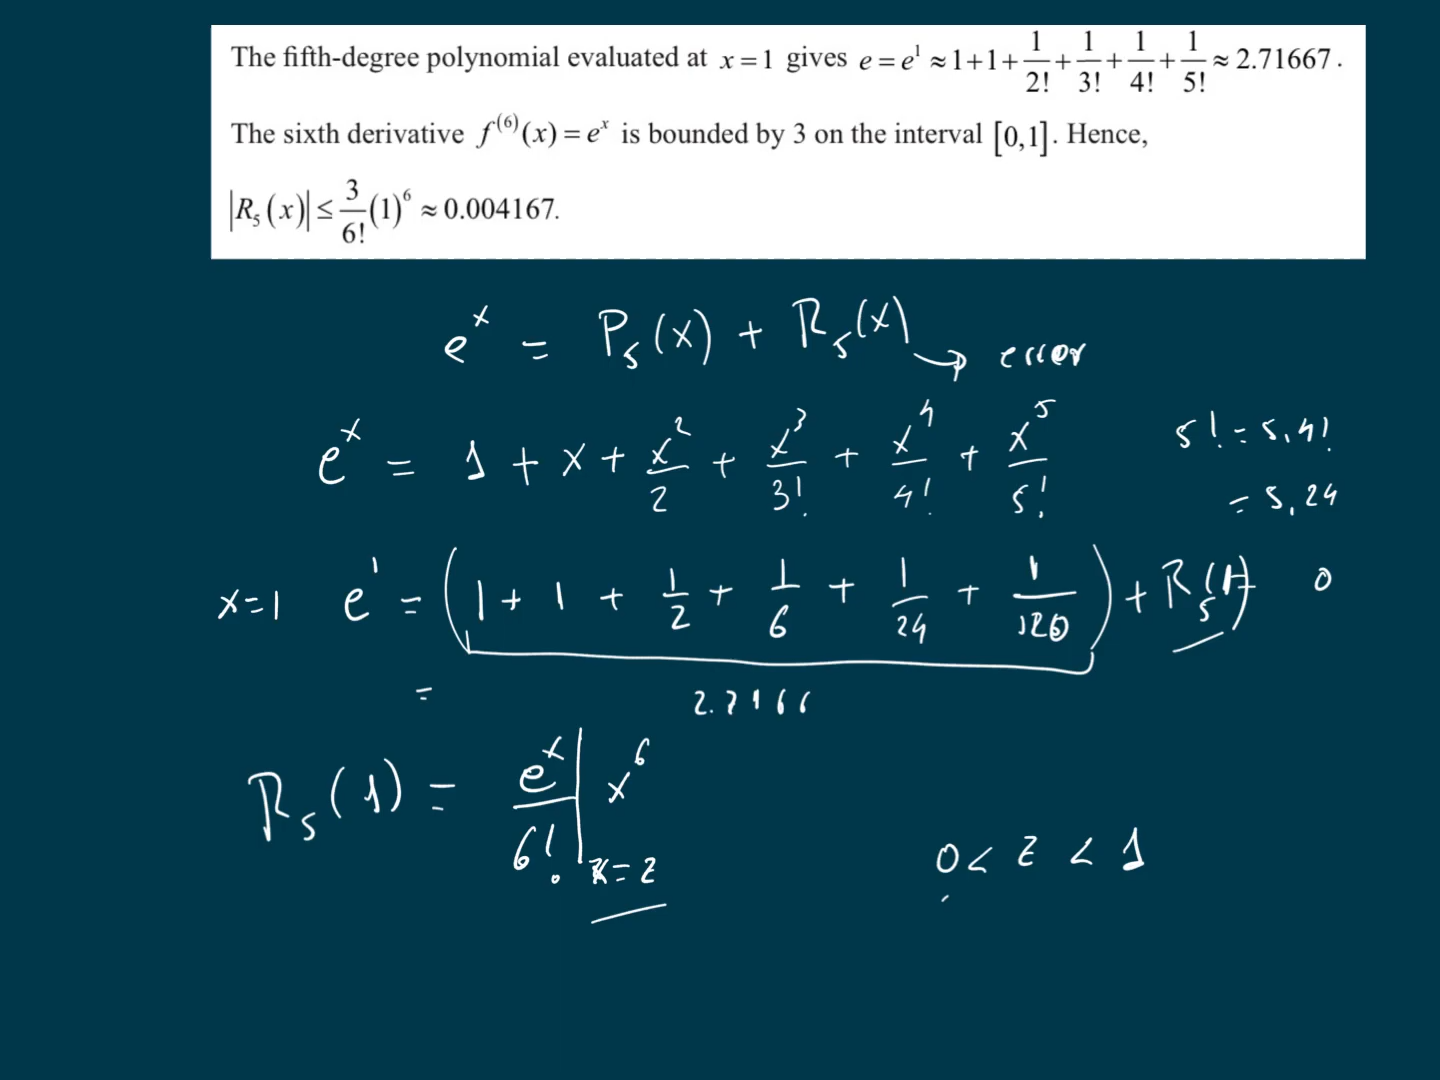 The fifth-degree polynomial evaluated at x = 1 gives e = e¹ ≈ 1+1+ 1/2! + 1/3! + 1/4! + 1/5! ≈ 2.71667.
The sixth derivative f⁽⁶⁾(x) = eˣ is bounded by 3 on the interval [0,1]. Hence,
|R₅(x)| ≤ 3/6! (1)⁶ ≈ 0.004167.
eˣ = P₅(x) + R₅(x) → error
eˣ = 1 + x + x²/2 + x³/3! + x⁴/4! + x⁵/5!
5! = 5.4!
= 5.24
x=1 e¹ = (1 + 1 + 1/2 + 1/6 + 1/24 + 1/120) + R₅(1) 0
= 2.7166
R₅(1) = eˣ/6! |x=z x⁶
0 < z < 1